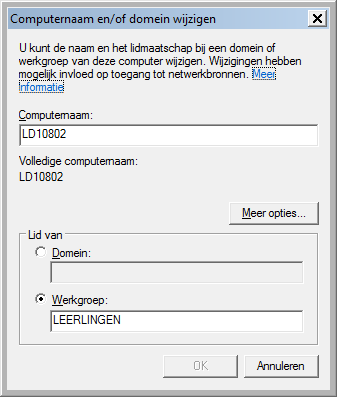 Computernaam en/of domein wijzigen
U kunt de naam en het lidmaatschap bij een domein of
werkgroep van deze computer wijzigen. Wijzigingen hebben
mogelijk invloed op toegang tot netwerkbronnen. Meer
Informatie
Computernaam:
LD10802
Volledige computernaam:
LD10802
Meer opties...
Lid van
Domein:
Werkgroep:
LEERLINGEN
OK
Annuleren